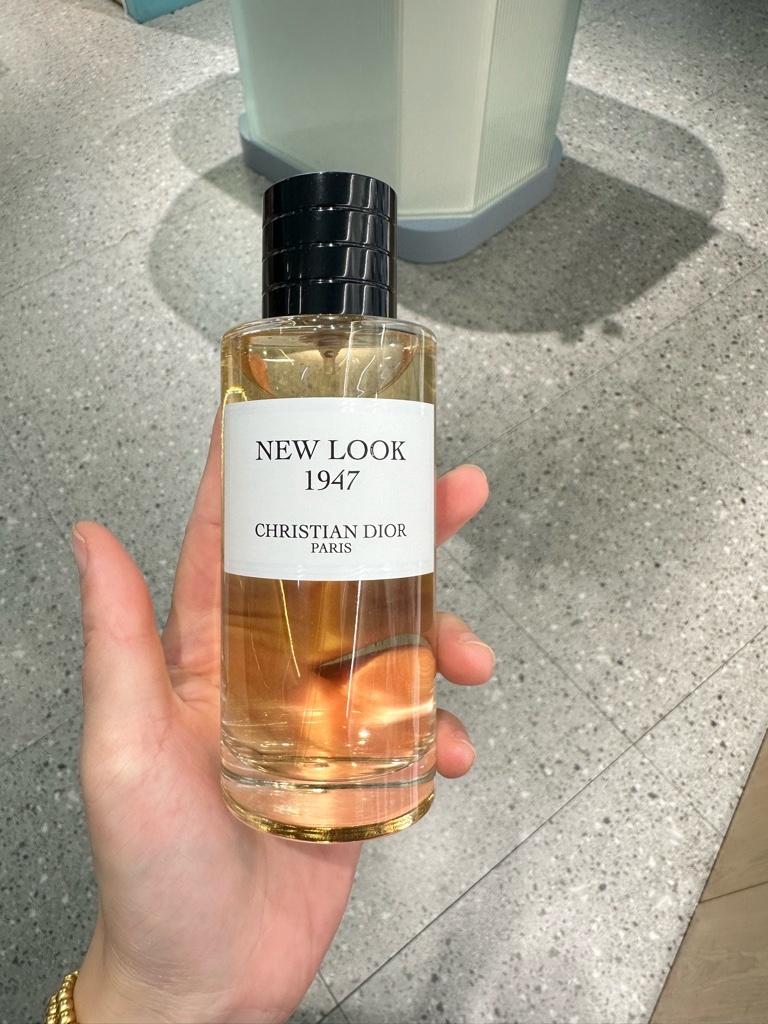 NEW LOOK
1947
CHRISTIAN DIOR
PARIS